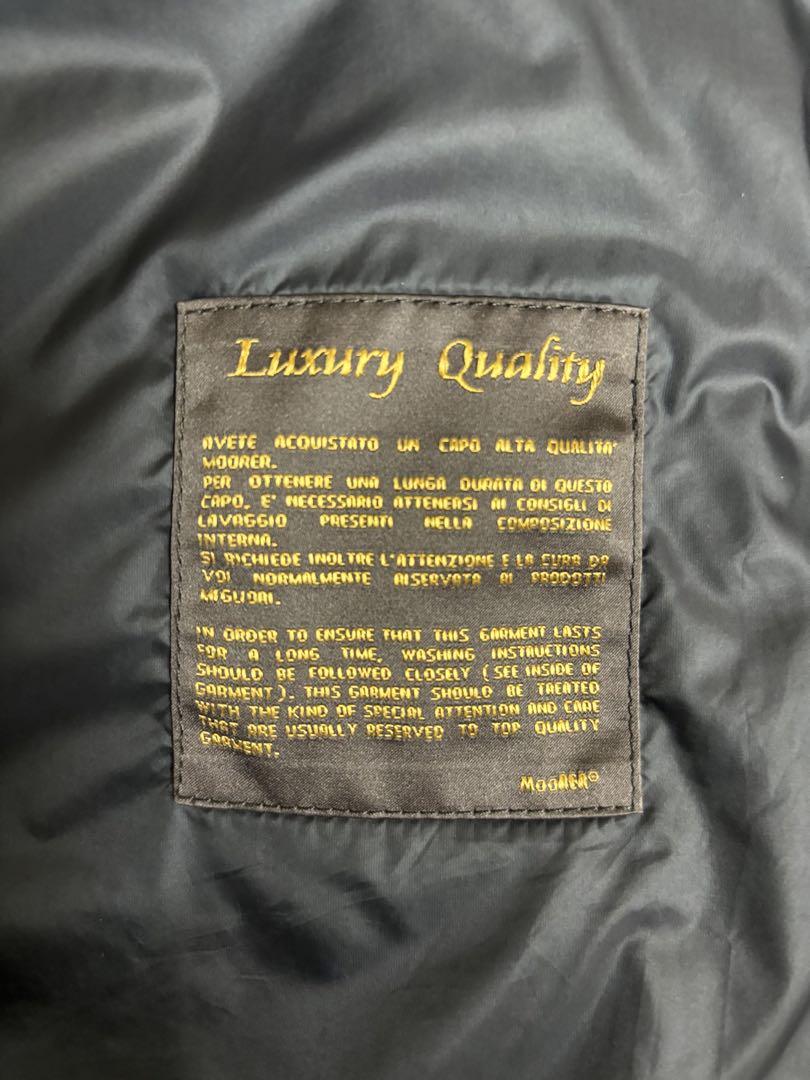 Luxury Quality
AVETE ACQUISTATO UN CAPO ALTA QUALITA'
MOORER.
PER OTTENERE UNA LUNGA DURATA DI QUESTO
CAPO, E' NECESSARIO ATTENERSI AI CONSIGLI DI
LAVAGGIO PRESENTI NELLA COMPOSIZIONE
INTERNA.
SI RICHIEDE INOLTRE L'ATTENZIONE E LA CURA DA
VOI NORMALMENTE RISERVATA AI PRODOTTI
MIGLIORI.
IN ORDER TO ENSURE THAT THIS GARMENT LASTS
FOR A LONG TIME, WASHING INSTRUCTIONS
SHOULD BE FOLLOWED CLOSELY (SEE INSIDE OF
GARMENT). THIS GARMENT SHOULD BE TREATED
WITH THE KIND OF SPECIAL ATTENTION AND CARE
THAT ARE USUALLY RESERVED TO TOP QUALITY
GARMENT.
MOORER®